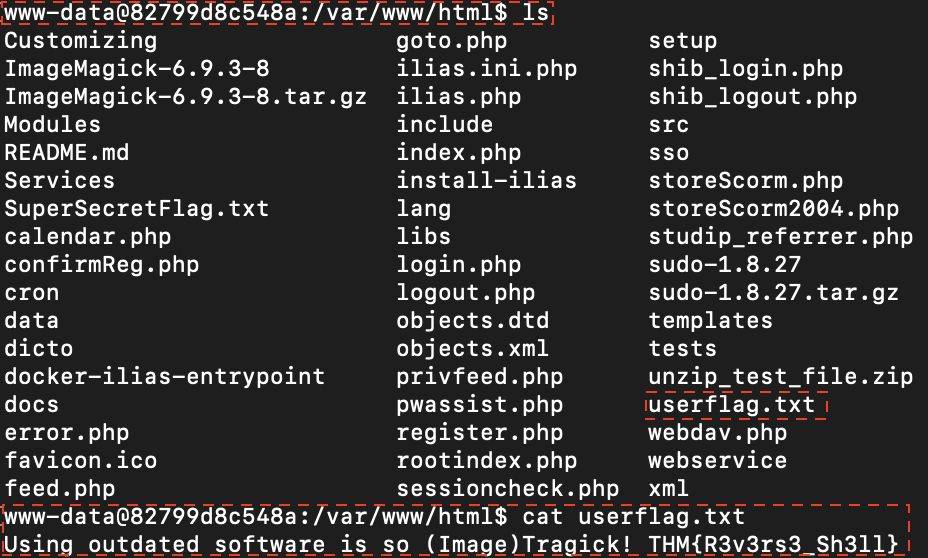 www-data@82799d8c548a:/var/www/html$ ls
Customizing goto.php setup
ImageMagick-6.9.3-8 ilias.ini.php shib_login.php
ImageMagick-6.9.3-8.tar.gz ilias.php shib_logout.php
Modules include src
README.md index.php sso
Services install-ilias storeScorm.php
SuperSecretFlag.txt lang storeScorm2004.php
calendar.php libs studip_referrer.php
confirmReg.php login.php sudo-1.8.27
cron logout.php sudo-1.8.27.tar.gz
data objects.dtd templates
dicto objects.xml tests
docker-ilias-entrypoint privfeed.php unzip_test_file.zip
docs pwassist.php userflag.txt
error.php register.php webdav.php
favicon.ico rootindex.php webservice
feed.php sessioncheck.php xml
www-data@82799d8c548a:/var/www/html$ cat userflag.txt
Using outdated software is so (Image)Tragick! THM{R3v3rs3_Sh3ll}